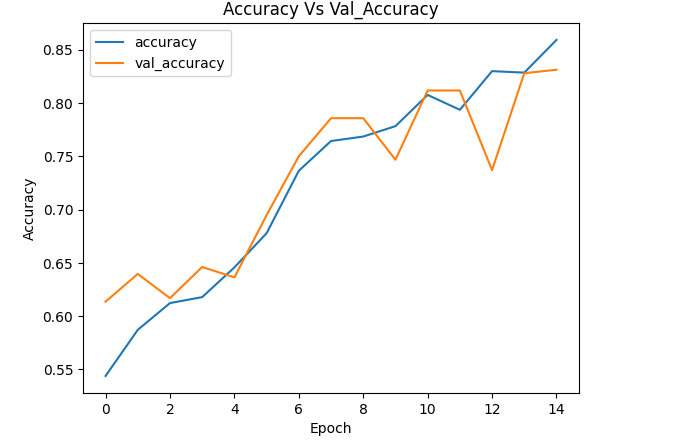 Accuracy Vs Val_Accuracy
accuracy
val_accuracy
0.85
0.80
0.75
0.70
0.65
0.60
0.55
Accuracy
0 2 4 6 8 10 12 14
Epoch